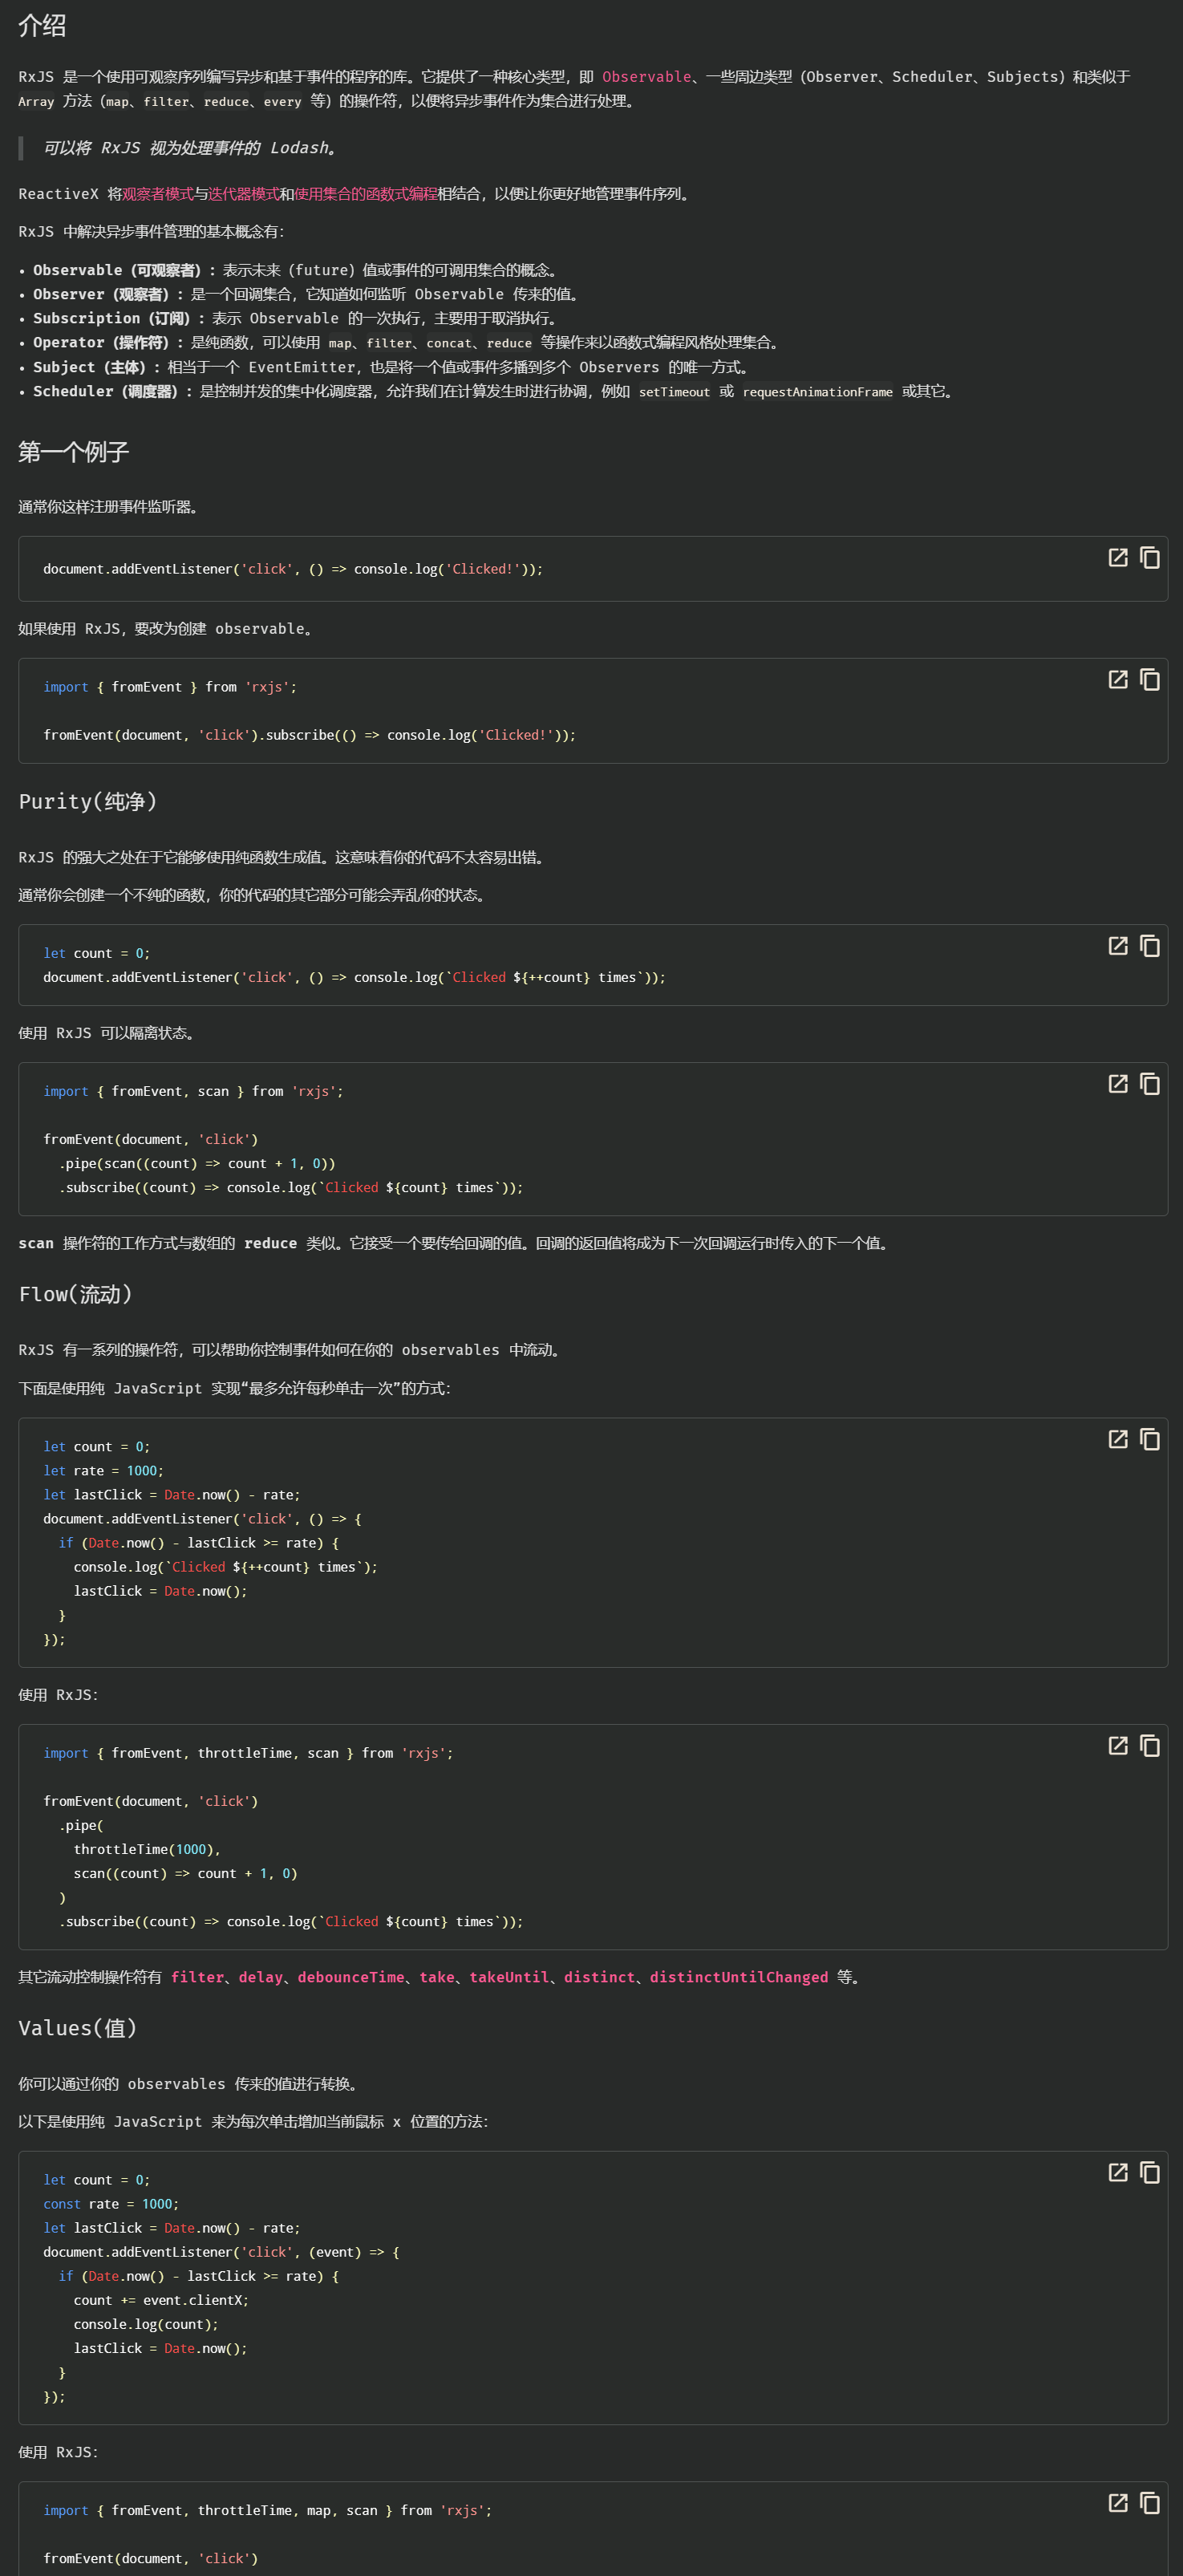 介绍
RxJS 是一个使用可观察序列编写异步和基于事件的程序的库。它提供了一种核心类型，即 Observable、一些周边类型（Observer、Scheduler、Subjects）和类似于
Array 方法（map、filter、reduce、every 等）的操作符，以便将异步事件作为集合进行处理。
可以将 RxJS 视为处理事件的 Lodash。
ReactiveX 将观察者模式与迭代器模式和使用集合的函数式编程相结合，以便让你更好地管理事件序列。
RxJS 中解决异步事件管理的基本概念有：
• Observable（可观察者）：表示未来（future）值或事件的可调用集合的概念。
• Observer（观察者）：是一个回调集合，它知道如何监听 Observable 传来的值。
• Subscription（订阅）：表示 Observable 的一次执行，主要用于取消执行。
• Operator（操作符）：是纯函数，可以使用 map、filter、concat、reduce 等操作来以函数式编程风格处理集合。
• Subject（主体）：相当于一个 EventEmitter，也是将一个值或事件多播到多个 Observers 的唯一方式。
• Scheduler（调度器）：是控制并发的集中化调度器，允许我们在计算发生时进行协调，例如 setTimeout 或 requestAnimationFrame 或其它。
第一个例子
通常你这样注册事件监听器。
document.addEventListener('click', () => console.log('Clicked!'));
如果使用 RxJS，要改为创建 observable。
import { fromEvent } from 'rxjs';
fromEvent(document, 'click').subscribe(() => console.log('Clicked!'));
Purity(纯净)
RxJS 的强大之处在于它能够使用纯函数生成值。这意味着你的代码不太容易出错。
通常你会创建一个不纯的函数，你的代码的其它部分可能会弄乱你的状态。
let count = 0;
document.addEventListener('click', () => console.log(`Clicked ${++count} times`));
使用 RxJS 可以隔离状态。
import { fromEvent, scan } from 'rxjs';
fromEvent(document, 'click')
  .pipe(scan((count) => count + 1, 0))
  .subscribe((count) => console.log(`Clicked ${count} times`));
scan 操作符的工作方式与数组的 reduce 类似。它接受一个要传给回调的值。回调的返回值将成为下一次回调运行时传入的下一个值。
Flow(流动)
RxJS 有一系列的操作符，可以帮助你控制事件如何在你的 observables 中流动。
下面是使用纯 JavaScript 实现“最多允许每秒单击一次”的方式：
let count = 0;
let rate = 1000;
let lastClick = Date.now() - rate;
document.addEventListener('click', () => {
  if (Date.now() - lastClick >= rate) {
    console.log(`Clicked ${++count} times`);
    lastClick = Date.now();
  }
});
使用 RxJS：
import { fromEvent, throttleTime, scan } from 'rxjs';
fromEvent(document, 'click')
  .pipe(
    throttleTime(1000),
    scan((count) => count + 1, 0)
  )
  .subscribe((count) => console.log(`Clicked ${count} times`));
其它流动控制操作符有 filter、delay、debounceTime、take、takeUntil、distinct、distinctUntilChanged 等。
Values(值)
你可以通过你的 observables 传来的值进行转换。
以下是使用纯 JavaScript 来为每次单击增加当前鼠标 x 位置的方法：
let count = 0;
const rate = 1000;
let lastClick = Date.now() - rate;
document.addEventListener('click', (event) => {
  if (Date.now() - lastClick >= rate) {
    count += event.clientX;
    console.log(count);
    lastClick = Date.now();
  }
});
使用 RxJS：
import { fromEvent, throttleTime, map, scan } from 'rxjs';
fromEvent(document, 'click')